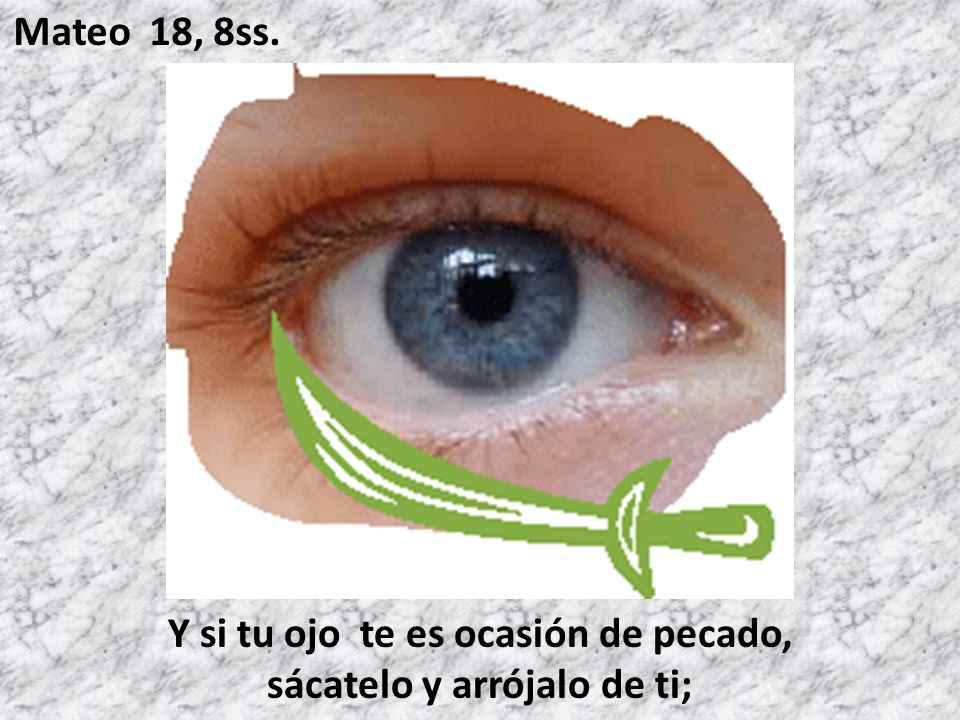 Mateo  18, 8ss.
Y si tu ojo  te es ocasión de pecado,
sácatelo y arrójalo de ti;